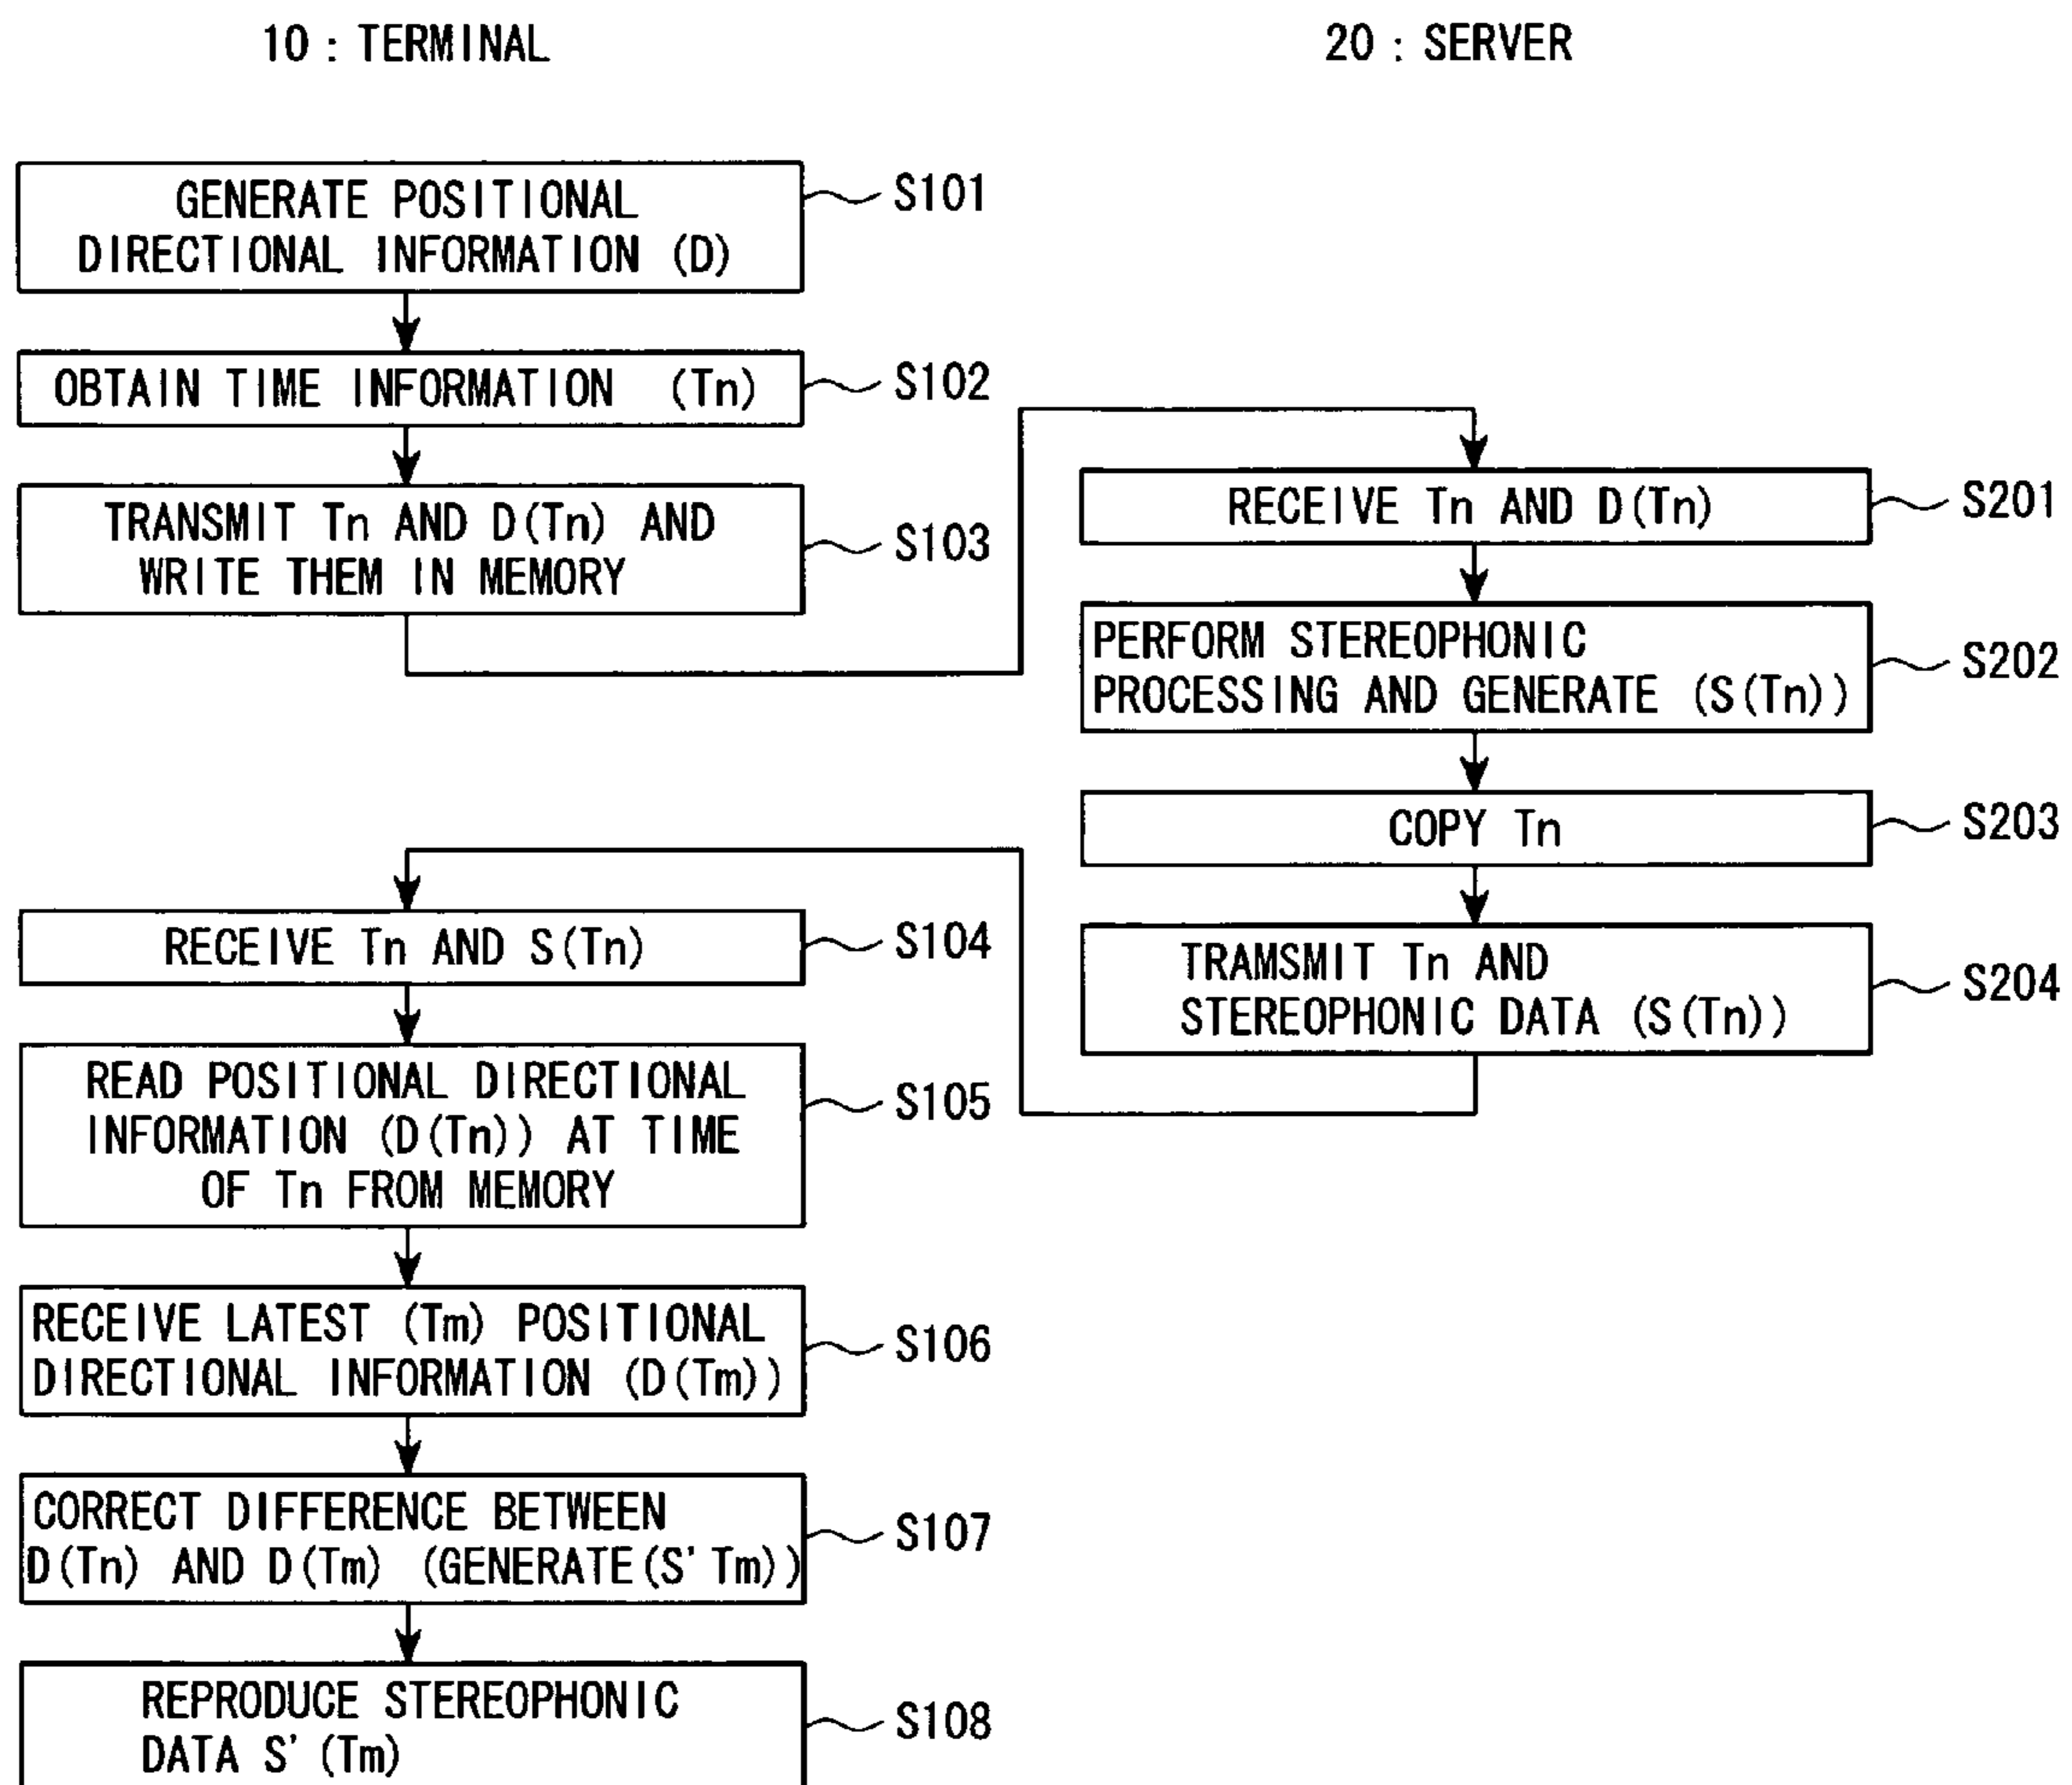 10 : TERMINAL
20 : SERVER
GENERATE POSITIONAL
DIRECTIONAL INFORMATION (D)
S101
OBTAIN TIME INFORMATION (Tn)
S102
TRANSMIT Tn AND D(Tn) AND
WRITE THEM IN MEMORY
S103
RECEIVE Tn AND D(Tn)
S201
PERFORM STEREOPHONIC
PROCESSING AND GENERATE (S(Tn))
S202
COPY Tn
S203
TRAMSMIT Tn AND
STEREOPHONIC DATA (S(Tn))
S204
RECEIVE Tn AND S(Tn)
S104
READ POSITIONAL DIRECTIONAL
INFORMATION (D(Tn)) AT TIME
OF Tn FROM MEMORY
S105
RECEIVE LATEST (Tm) POSITIONAL
DIRECTIONAL INFORMATION (D(Tm))
S106
CORRECT DIFFERENCE BETWEEN
D(Tn) AND D(Tm) (GENERATE(S'Tm))
S107
REPRODUCE STEREOPHONIC
DATA S'(Tm)
S108